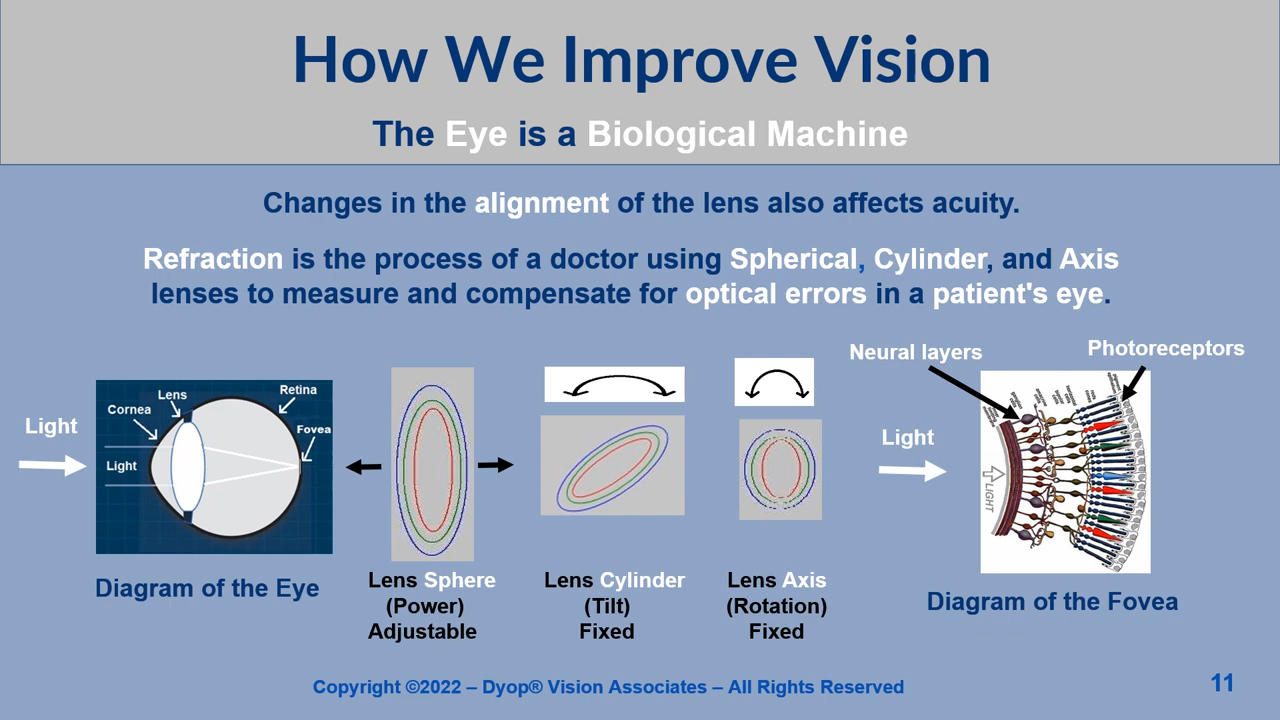 How We Improve Vision
The Eye is a Biological Machine
Changes in the alignment of the lens also affects acuity.
Refraction is the process of a doctor using Spherical, Cylinder, and Axis
lenses to measure and compensate for optical errors in a patient's eye.
Neural layers
Photoreceptors
Light
Cornea
Lens
Retina
Fovea
Light
Light
LIGHT
Diagram of the Eye
Lens Sphere
(Power)
Adjustable
Lens Cylinder
(Tilt)
Fixed
Lens Axis
(Rotation)
Fixed
Diagram of the Fovea
Copyright ©2022 – Dyop® Vision Associates – All Rights Reserved
11